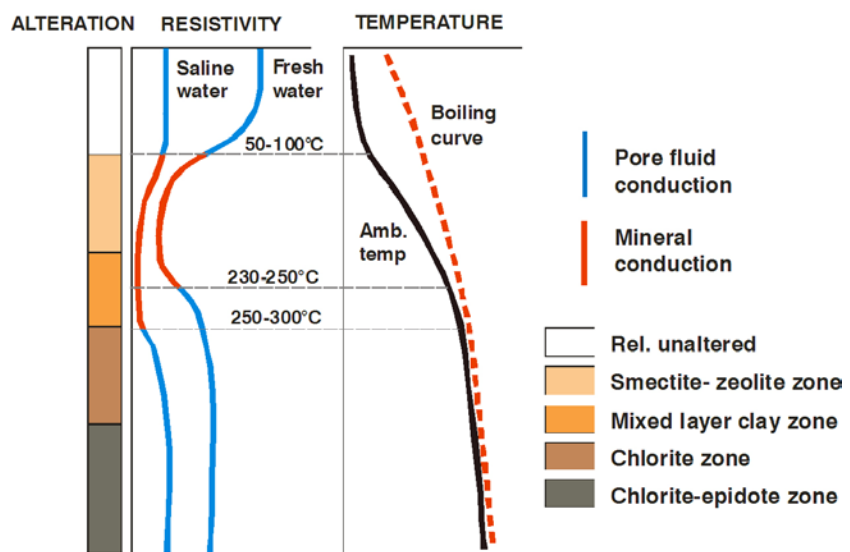 ALTERATION
RESISTIVITY
TEMPERATURE
Saline
water
Fresh
water
Boiling
curve
50-100°C
Amb.
temp
230-250°C
250-300°C
Pore fluid
conduction
Mineral
conduction
Rel. unaltered
Smectite- zeolite zone
Mixed layer clay zone
Chlorite zone
Chlorite-epidote zone